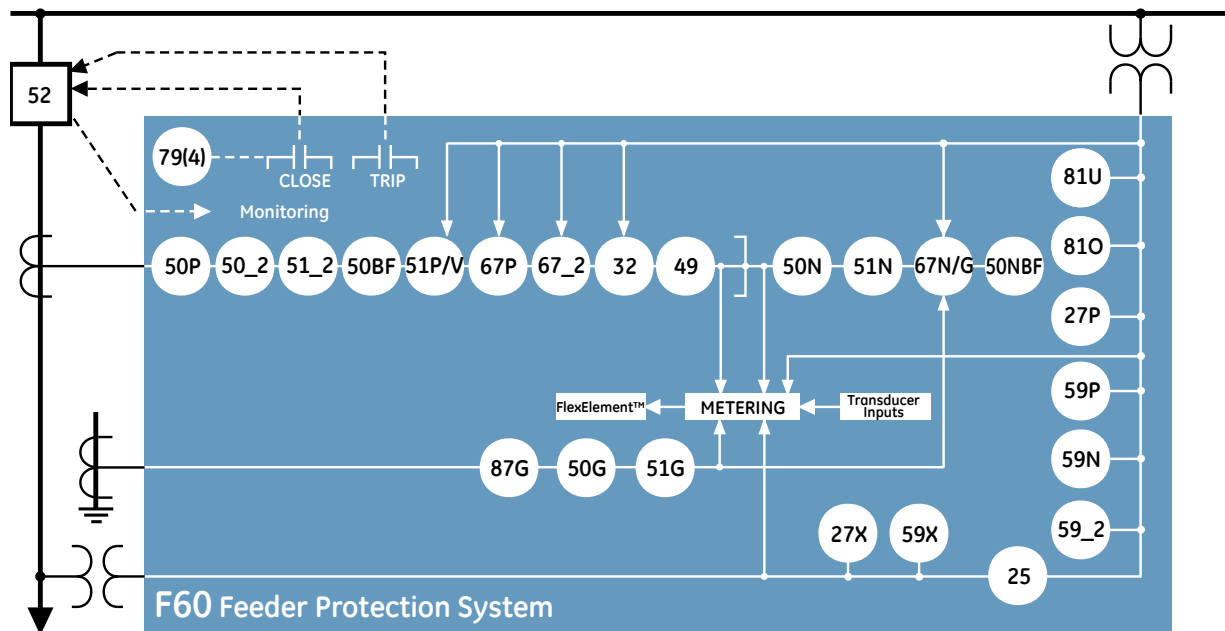 52
79(4)
CLOSE
TRIP
81U
Monitoring
81O
50P
50_2
51_2
50BF
51P/V
67P
67_2
32
49
50N
51N
67N/G
50NBF
27P
59P
FlexElement™
METERING
Transducer
Inputs
59N
87G
50G
51G
27X
59X
59_2
25
F60 Feeder Protection System